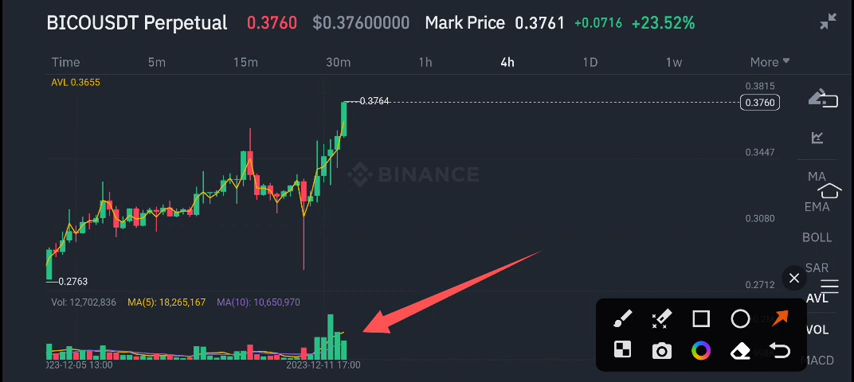 BICOUSDT Perpetual 0.3760 $0.37600000 Mark Price 0.3761 +0.0716 +23.52%
Time 5m 15m 30m 1h 4h 1D 1w More
AVL 0.3655
0.3815
0.3764
0.3760
0.3447
BINANCE
MA
EMA
0.3080
BOLL
SAR
0.2763
0.2712
Vol: 12,702,836 MA(5): 18,265,167 MA(10): 10,650,970
AVL
VOL
MACD
023-12-05 13:00 2023-12-11 17:00